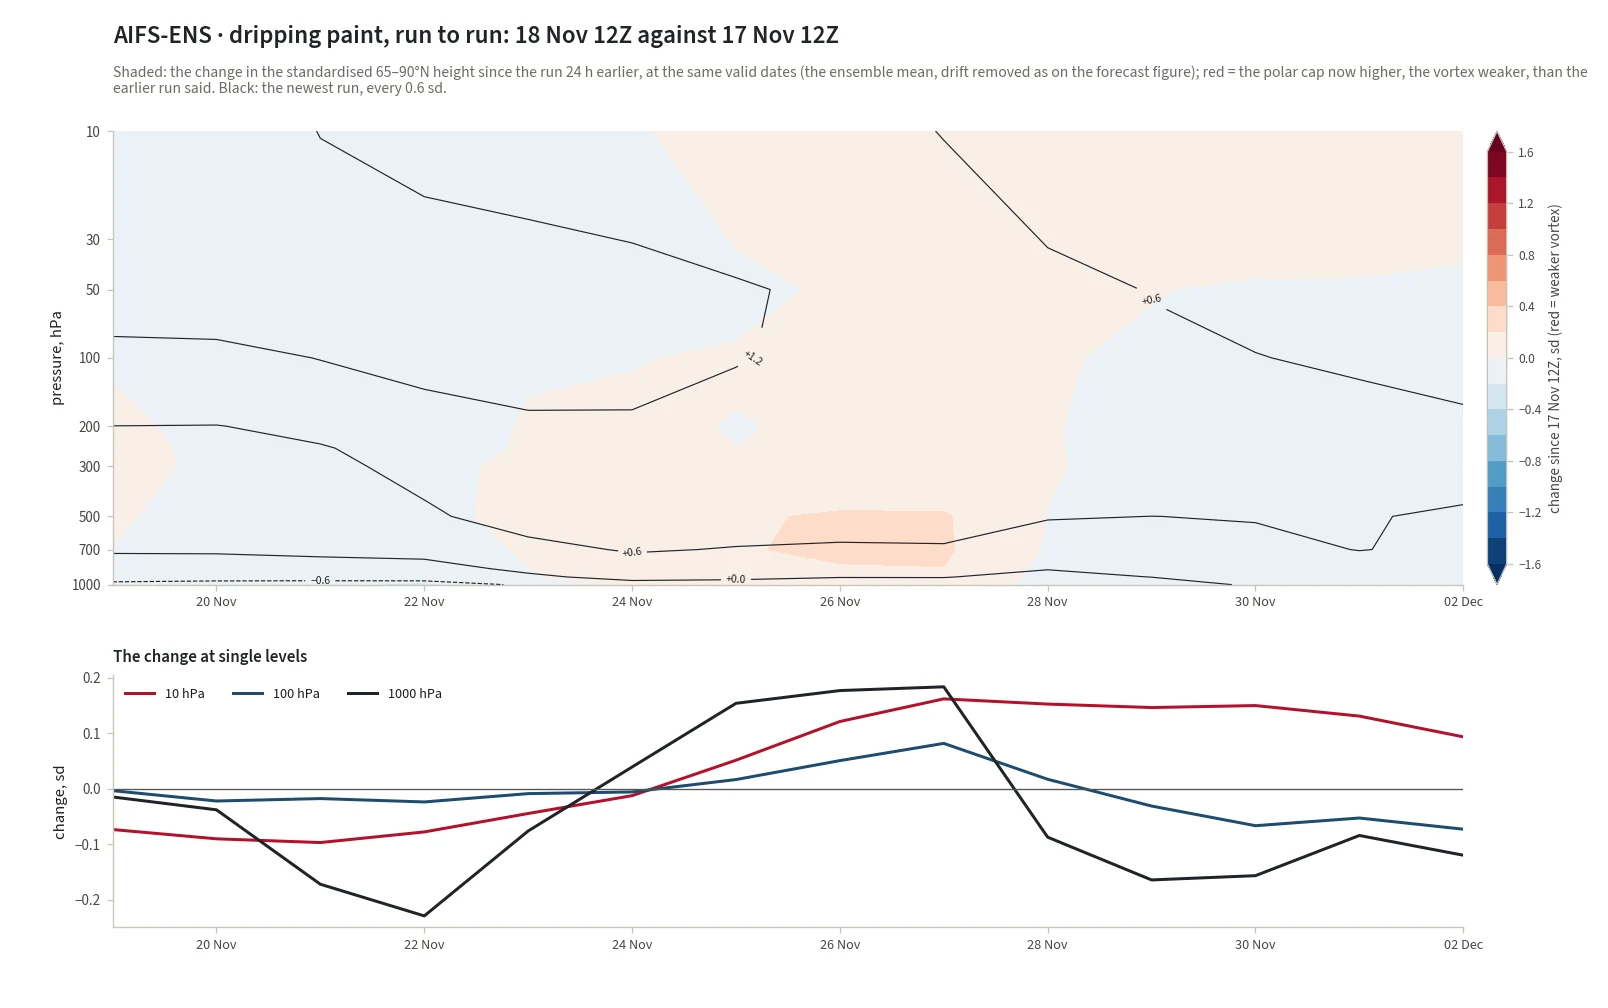 AIFS-ENS · dripping paint, run to run: 18 Nov 12Z against 17 Nov 12Z
Shaded: the change in the standardised 65–90°N height since the run 24 h earlier, at the same valid dates (the ensemble mean, drift removed as on the forecast figure); red = the polar cap now higher, the vortex weaker, than the
earlier run said. Black: the newest run, every 0.6 sd.
pressure, hPa
10
30
50
100
200
300
500
700
1000
+1.2
+0.6
+0.6
+0.0
−0.6
20 Nov
22 Nov
24 Nov
26 Nov
28 Nov
30 Nov
02 Dec
1.6
1.2
0.8
0.4
0.0
−0.4
−0.8
−1.2
−1.6
change since 17 Nov 12Z, sd (red = weaker vortex)
The change at single levels
10 hPa
100 hPa
1000 hPa
change, sd
0.2
0.1
0.0
−0.1
−0.2
20 Nov
22 Nov
24 Nov
26 Nov
28 Nov
30 Nov
02 Dec